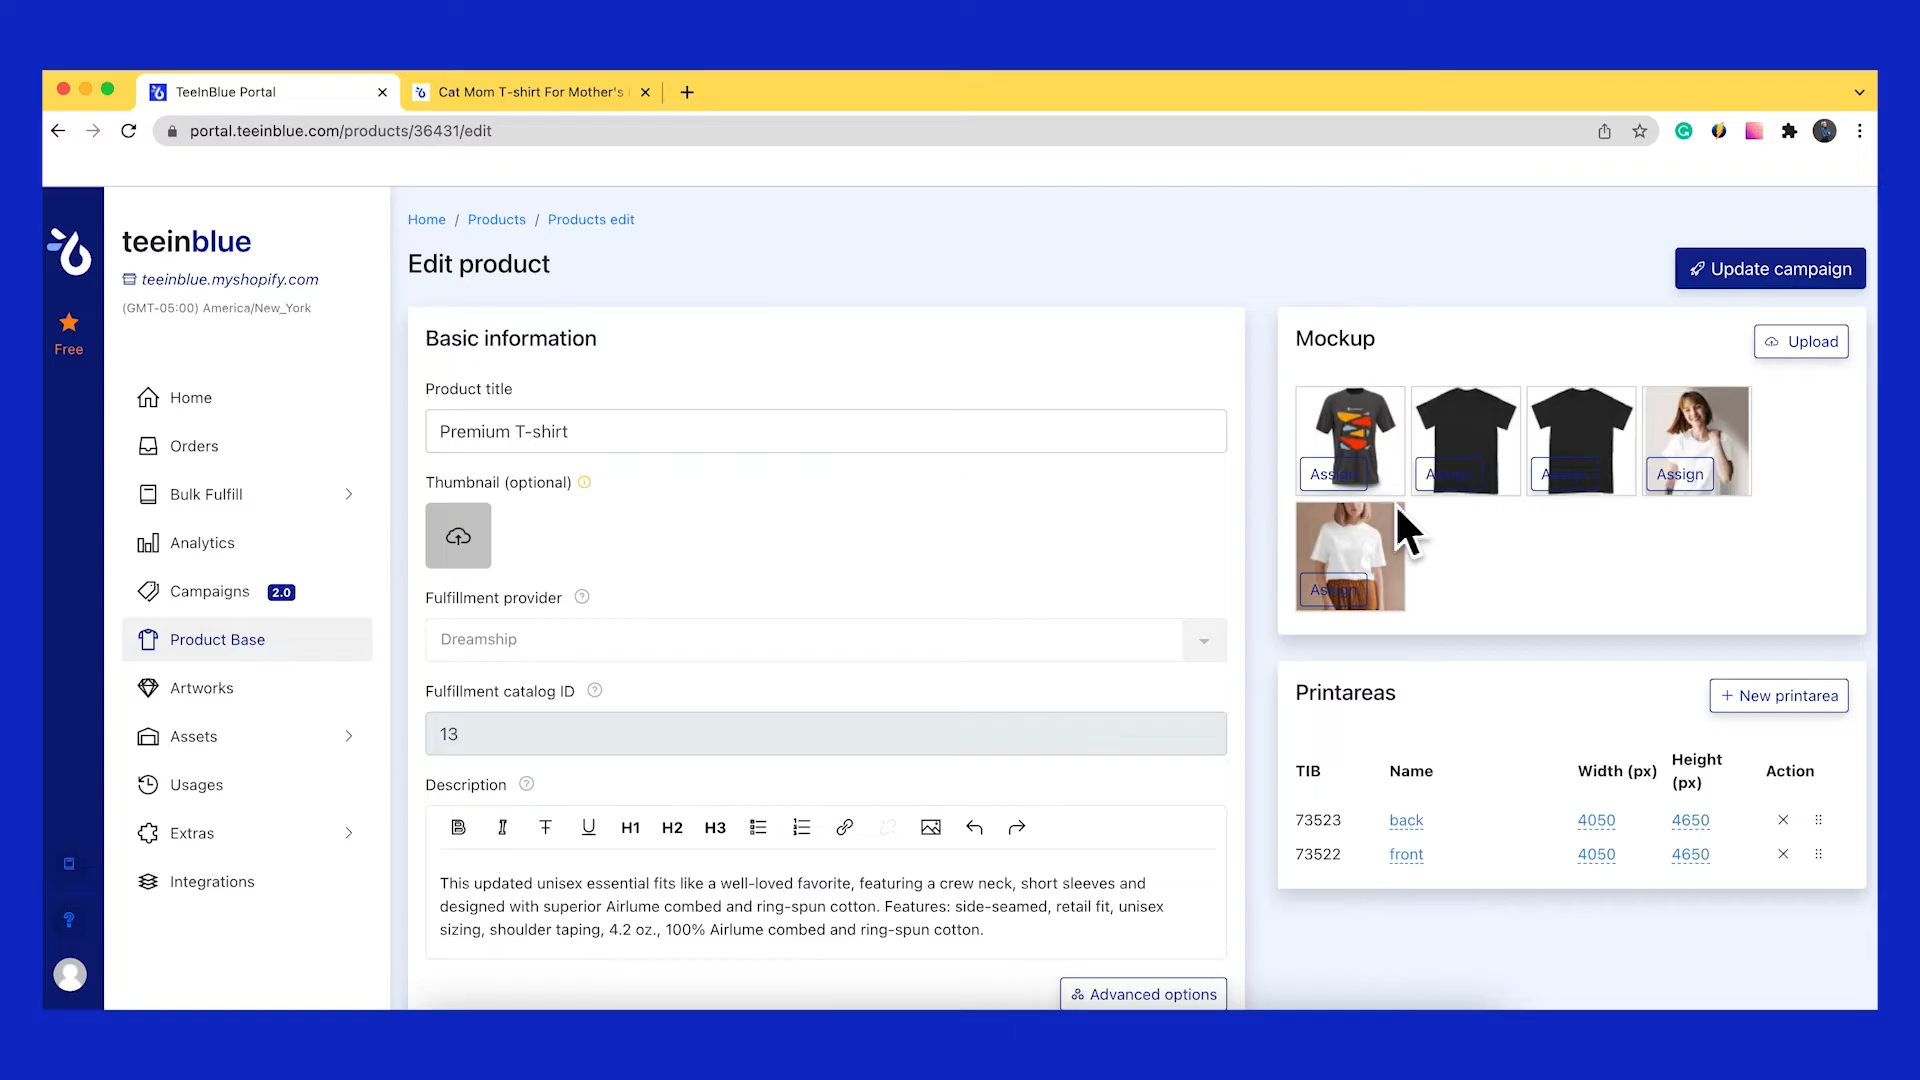 TeeInBlue Portal
Cat Mom T-shirt For Mother's
portal.teeinblue.com/products/36431/edit
Free
teeinblue
teeinblue.myshopify.com
(GMT-05:00) America/New_York
Home
Orders
Bulk Fulfill
Analytics
Campaigns 2.0
Product Base
Artworks
Assets
Usages
Extras
Integrations
Home / Products / Products edit
Edit product
Update campaign
Basic information
Product title
Premium T-shirt
Thumbnail (optional)
Fulfillment provider
Dreamship
Fulfillment catalog ID
13
Description
H1 H2 H3
This updated unisex essential fits like a well-loved favorite, featuring a crew neck, short sleeves and
designed with superior Airlume combed and ring-spun cotton. Features: side-seamed, retail fit, unisex
sizing, shoulder taping, 4.2 oz., 100% Airlume combed and ring-spun cotton.
Advanced options
Mockup
Upload
Assign Assign Assign Assign
Assign
Printareas
+ New printarea
TIB Name Width (px) Height (px) Action
73523 back 4050 4650
73522 front 4050 4650